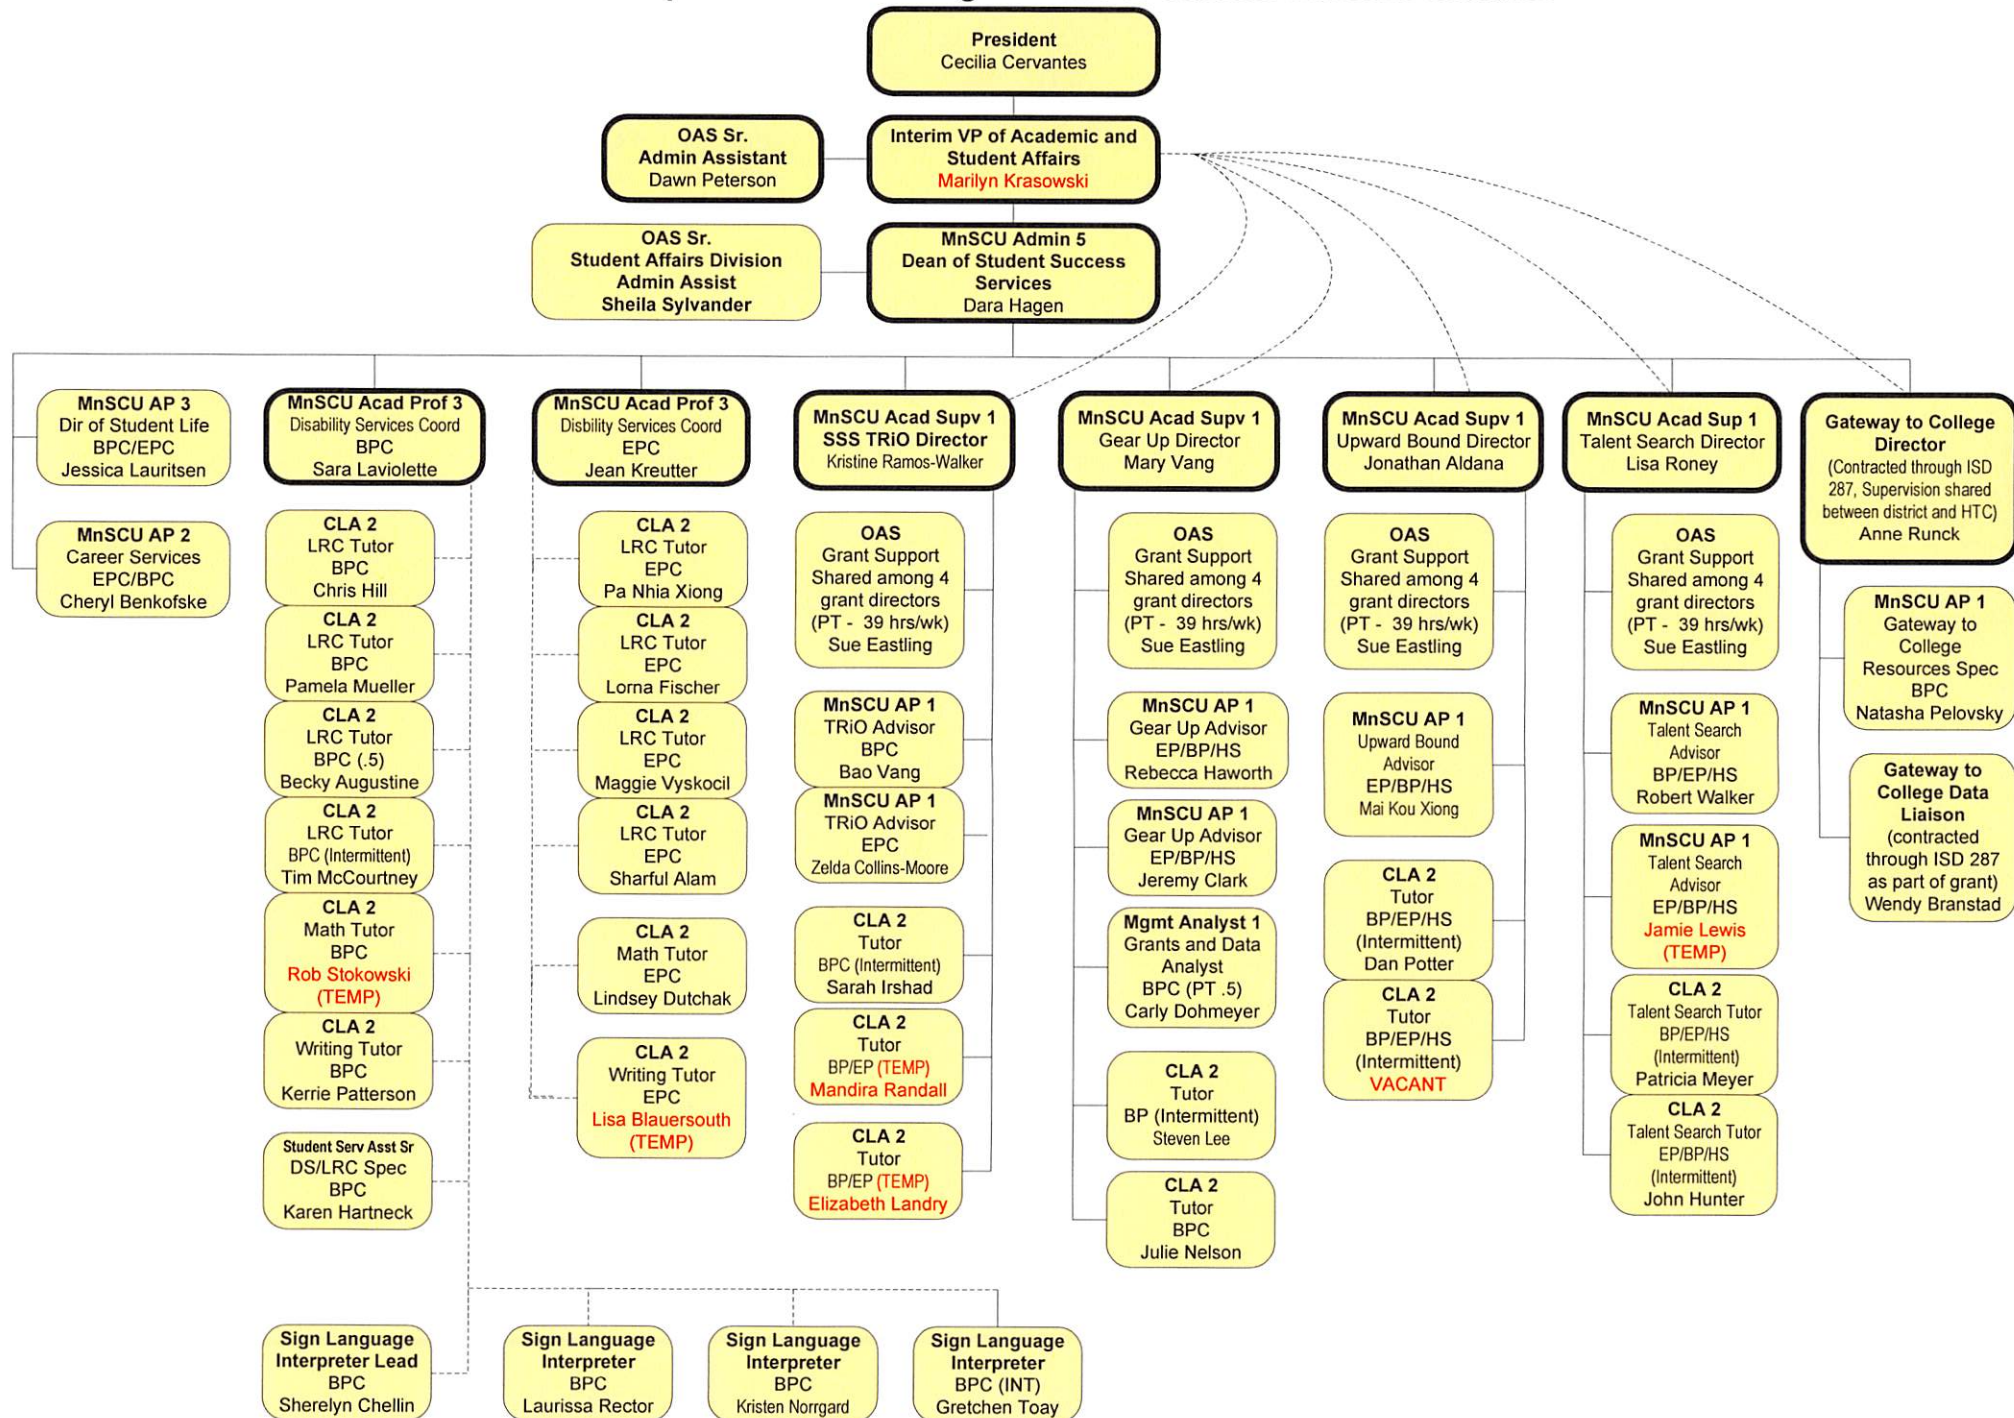 President
Cecilia Cervantes
OAS Sr.
Admin Assistant
Dawn Peterson
Interim VP of Academic and
Student Affairs
Marilyn Krasowski
OAS Sr.
Student Affairs Division
Admin Assist
Sheila Sylvander
MnSCU Admin 5
Dean of Student Success
Services
Dara Hagen
MnSCU AP 3
Dir of Student Life
BPC/EPC
Jessica Lauritsen
MnSCU AP 2
Career Services
EPC/BPC
Cheryl Benkofske
MnSCU Acad Prof 3
Disability Services Coord
BPC
Sara Laviolette
CLA 2
LRC Tutor
BPC
Chris Hill
CLA 2
LRC Tutor
BPC
Pamela Mueller
CLA 2
LRC Tutor
BPC (.5)
Becky Augustine
CLA 2
LRC Tutor
BPC (Intermittent)
Tim McCourtney
CLA 2
Math Tutor
BPC
Rob Stokowski
(TEMP)
CLA 2
Writing Tutor
BPC
Kerrie Patterson
Student Serv Asst Sr
DS/LRC Spec
BPC
Karen Hartneck
Sign Language
Interpreter Lead
BPC
Sherelyn Chellin
Sign Language
Interpreter
BPC
Laurissa Rector
Sign Language
Interpreter
BPC
Kristen Norrgard
Sign Language
Interpreter
BPC (INT)
Gretchen Toay
MnSCU Acad Prof 3
Disbility Services Coord
EPC
Jean Kreutter
CLA 2
LRC Tutor
EPC
Pa Nhia Xiong
CLA 2
LRC Tutor
EPC
Lorna Fischer
CLA 2
LRC Tutor
EPC
Maggie Vyskocil
CLA 2
LRC Tutor
EPC
Sharful Alam
CLA 2
Math Tutor
EPC
Lindsey Dutchak
CLA 2
Writing Tutor
EPC
Lisa Blauersouth
(TEMP)
MnSCU Acad Supv 1
SSS TRiO Director
Kristine Ramos-Walker
OAS
Grant Support
Shared among 4
grant directors
(PT - 39 hrs/wk)
Sue Eastling
MnSCU AP 1
TRiO Advisor
BPC
Bao Vang
MnSCU AP 1
TRiO Advisor
EPC
Zelda Collins-Moore
CLA 2
Tutor
BPC (Intermittent)
Sarah Irshad
CLA 2
Tutor
BP/EP (TEMP)
Mandira Randall
CLA 2
Tutor
BP/EP (TEMP)
Elizabeth Landry
MnSCU Acad Supv 1
Gear Up Director
Mary Vang
OAS
Grant Support
Shared among 4
grant directors
(PT - 39 hrs/wk)
Sue Eastling
MnSCU AP 1
Gear Up Advisor
EP/BP/HS
Rebecca Haworth
MnSCU AP 1
Gear Up Advisor
EP/BP/HS
Jeremy Clark
Mgmt Analyst 1
Grants and Data
Analyst
BPC (PT .5)
Carly Dohmeyer
CLA 2
Tutor
BP (Intermittent)
Steven Lee
CLA 2
Tutor
BPC
Julie Nelson
MnSCU Acad Supv 1
Upward Bound Director
Jonathan Aldana
OAS
Grant Support
Shared among 4
grant directors
(PT - 39 hrs/wk)
Sue Eastling
MnSCU AP 1
Upward Bound
Advisor
EP/BP/HS
Mai Kou Xiong
CLA 2
Tutor
BP/EP/HS
(Intermittent)
Dan Potter
CLA 2
Tutor
BP/EP/HS
(Intermittent)
VACANT
MnSCU Acad Sup 1
Talent Search Director
Lisa Roney
OAS
Grant Support
Shared among 4
grant directors
(PT - 39 hrs/wk)
Sue Eastling
MnSCU AP 1
Talent Search
Advisor
BP/EP/HS
Robert Walker
MnSCU AP 1
Talent Search
Advisor
EP/BP/HS
Jamie Lewis
(TEMP)
CLA 2
Talent Search Tutor
BP/EP/HS
(Intermittent)
Patricia Meyer
CLA 2
Talent Search Tutor
EP/BP/HS
(Intermittent)
John Hunter
Gateway to College
Director
(Contracted through ISD
287, Supervision shared
between district and HTC)
Anne Runck
MnSCU AP 1
Gateway to
College
Resources Spec
BPC
Natasha Pelovsky
Gateway to
College Data
Liaison
(contracted
through ISD 287
as part of grant)
Wendy Branstad